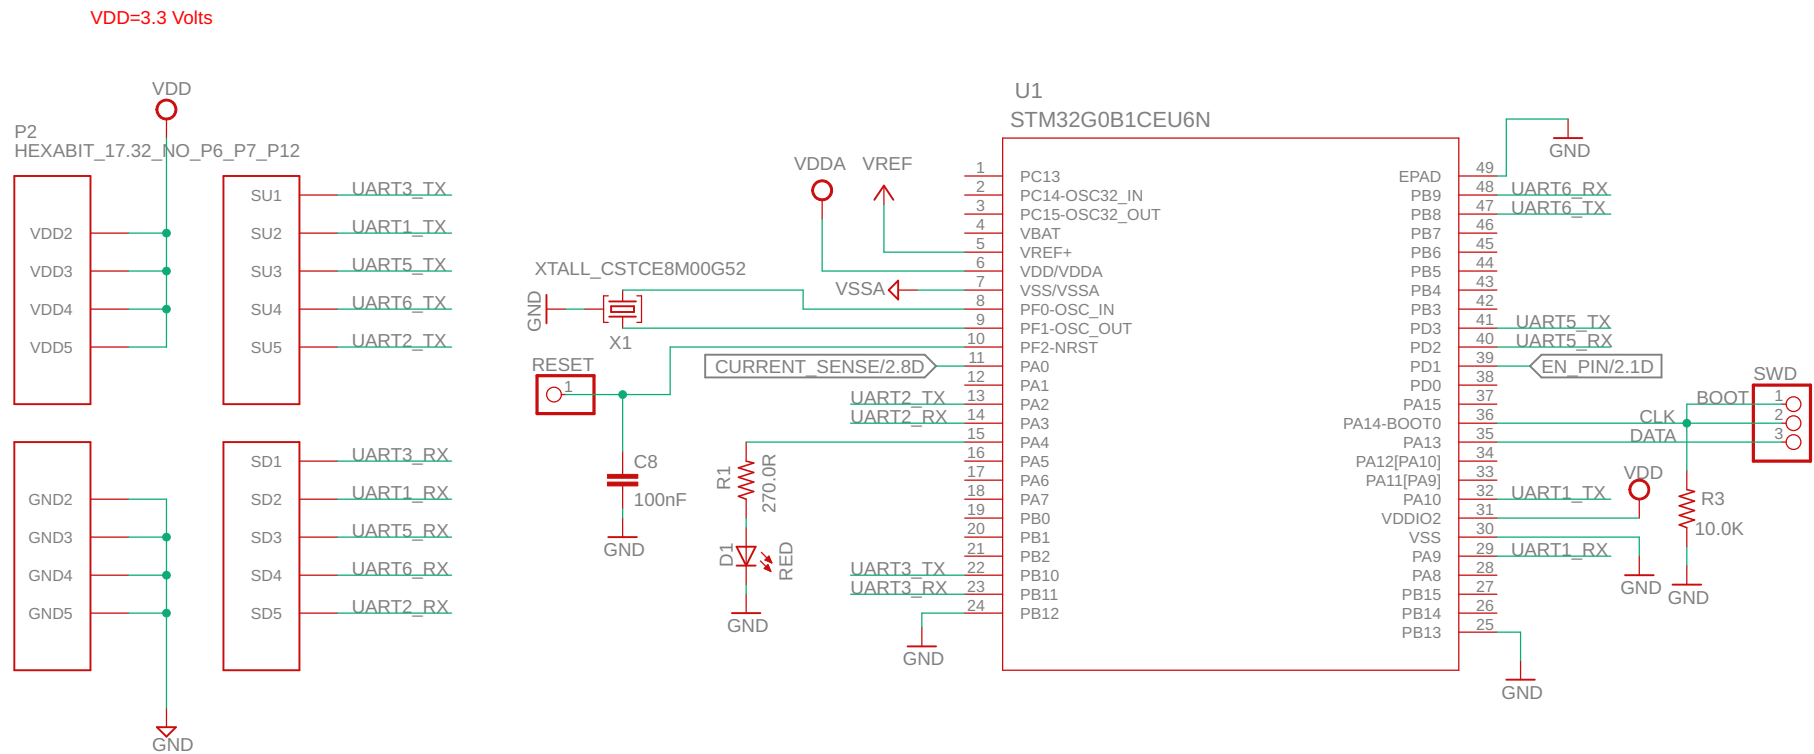 VDD=3.3 Volts
VDD
P2
HEXABIT_17.32_NO_P6_P7_P12
VDD2
VDD3
VDD4
VDD5
SU1 UART3_TX
SU2 UART1_TX
SU3 UART5_TX
SU4 UART6_TX
SU5 UART2_TX
GND2
GND3
GND4
GND5
SD1 UART3_RX
SD2 UART1_RX
SD3 UART5_RX
SD4 UART6_RX
SD5 UART2_RX
GND
XTALL_CSTCE8M00G52
GND
X1
RESET
1
C8
100nF
GND
R1
270.0R
D1
RED
GND
VDDA
VREF
VSSA
CURRENT_SENSE/2.8D
UART2_TX
UART2_RX
UART3_TX
UART3_RX
GND
U1
STM32G0B1CEU6N
1 PC13
2 PC14-OSC32_IN
3 PC15-OSC32_OUT
4 VBAT
5 VREF+
6 VDD/VDDA
7 VSS/VSSA
8 PF0-OSC_IN
9 PF1-OSC_OUT
10 PF2-NRST
11 PA0
12 PA1
13 PA2
14 PA3
15 PA4
16 PA5
17 PA6
18 PA7
19 PB0
20 PB1
21 PB2
22 PB10
23 PB11
24 PB12
EPAD 49
PB9 48 UART6_RX
PB8 47 UART6_TX
PB7 46
PB6 45
PB5 44
PB4 43
PB3 42
PD3 41 UART5_TX
PD2 40 UART5_RX
PD1 39 EN_PIN/2.1D
PD0 38
PA15 37
PA14-BOOT0 36
PA13 35
PA12[PA10] 34
PA11[PA9] 33
PA10 32 UART1_TX
VDDIO2 31
VSS 30
PA9 29 UART1_RX
PA8 28
PB15 27
PB14 26
PB13 25
GND
SWD
BOOT 1
CLK 2
DATA 3
VDD
R3
10.0K
GND
GND
GND